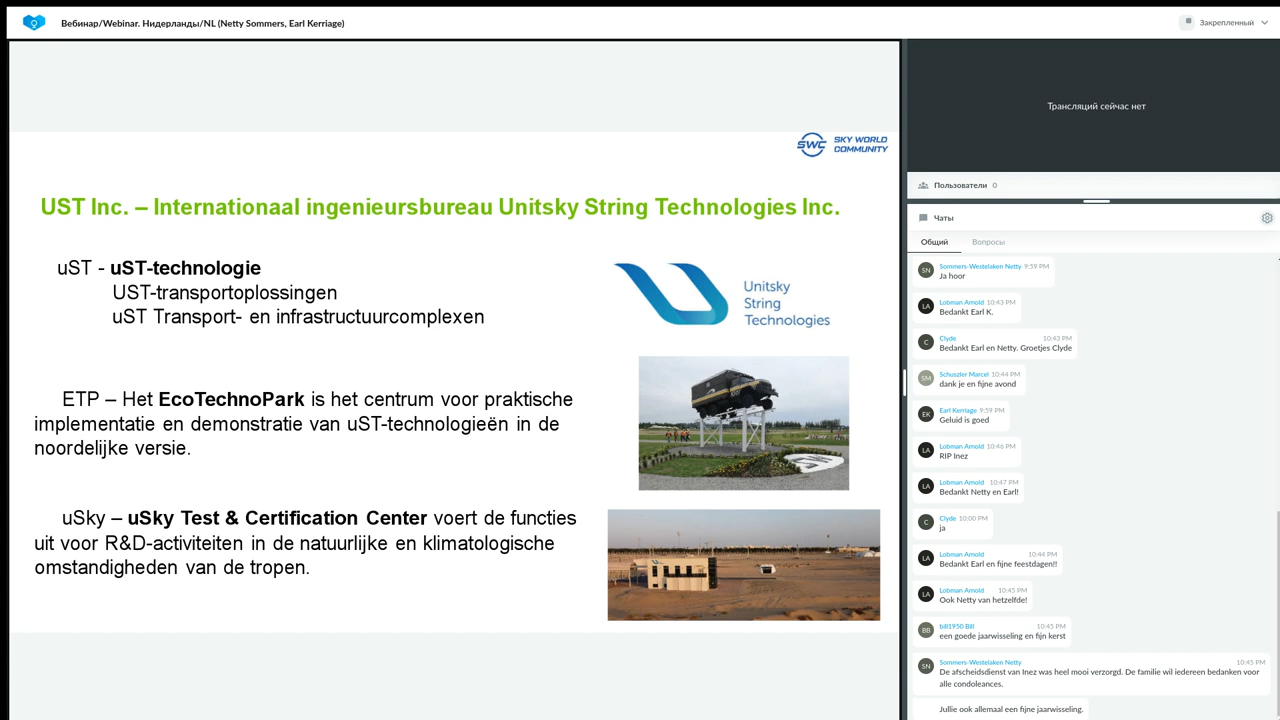 Вебинар/Webinar. Нидерланды/NL (Netty Sommers, Earl Kerriage)
Закрепленный
SWC SKY WORLD
COMMUNITY
UST Inc. – Internationaal ingenieursbureau Unitsky String Technologies Inc.
uST - uST-technologie
UST-transportoplossingen
uST Transport- en infrastructuurcomplexen
Unitsky
String
Technologies
ETP – Het EcoTechnoPark is het centrum voor praktische
implementatie en demonstratie van uST-technologieën in de
noordelijke versie.
uSky – uSky Test & Certification Center voert de functies
uit voor R&D-activiteiten in de natuurlijke en klimatologische
omstandigheden van de tropen.
Трансляций сейчас нет
Пользователи 0
Чаты
Общий Вопросы
SN Sommers-Westelaken Netty 9:59 PM
Ja hoor
LA Lobman Arnold 10:43 PM
Bedankt Earl K.
C Clyde 10:43 PM
Bedankt Earl en Netty. Groetjes Clyde
SM Schuszler Marcel 10:44 PM
dank je en fijne avond
EK Earl Kerriage 9:59 PM
Geluid is goed
LA Lobman Arnold 10:46 PM
RIP Inez
LA Lobman Arnold 10:47 PM
Bedankt Netty en Earl!
C Clyde 10:00 PM
ja
LA Lobman Arnold 10:44 PM
Bedankt Earl en fijne feestdagen!!
LA Lobman Arnold 10:45 PM
Ook Netty van hetzelfde!
BB bill1950 Bill 10:45 PM
een goede jaarwisseling en fijn kerst
SN Sommers-Westelaken Netty 10:45 PM
De afscheidsdienst van Inez was heel mooi verzorgd. De familie wil iedereen bedanken voor
alle condoleances.
Jullie ook allemaal een fijne jaarwisseling.